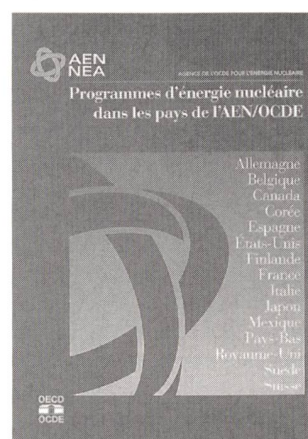 AEN
NEA
AGENCE DE L'OCDE POUR L'ÉNERGIE NUCLÉAIRE
Programmes d'énergie nucléaire
dans les pays de l'AEN/OCDE
Allemagne
Belgique
Canada
Corée
Espagne
États-Unis
Finlande
France
Italie
Japon
Mexique
Pays-Bas
Royaume-Uni
Suède
Suisse
OECD
OCDE